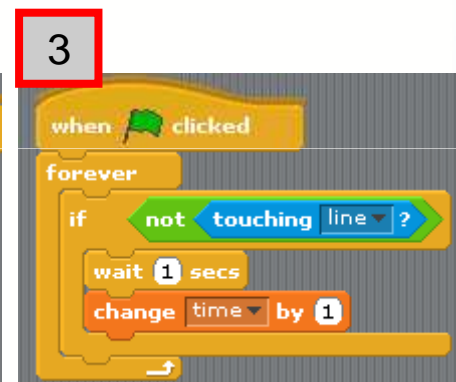 3
when clicked
forever
if not touching line ?
wait 1 secs
change time by 1